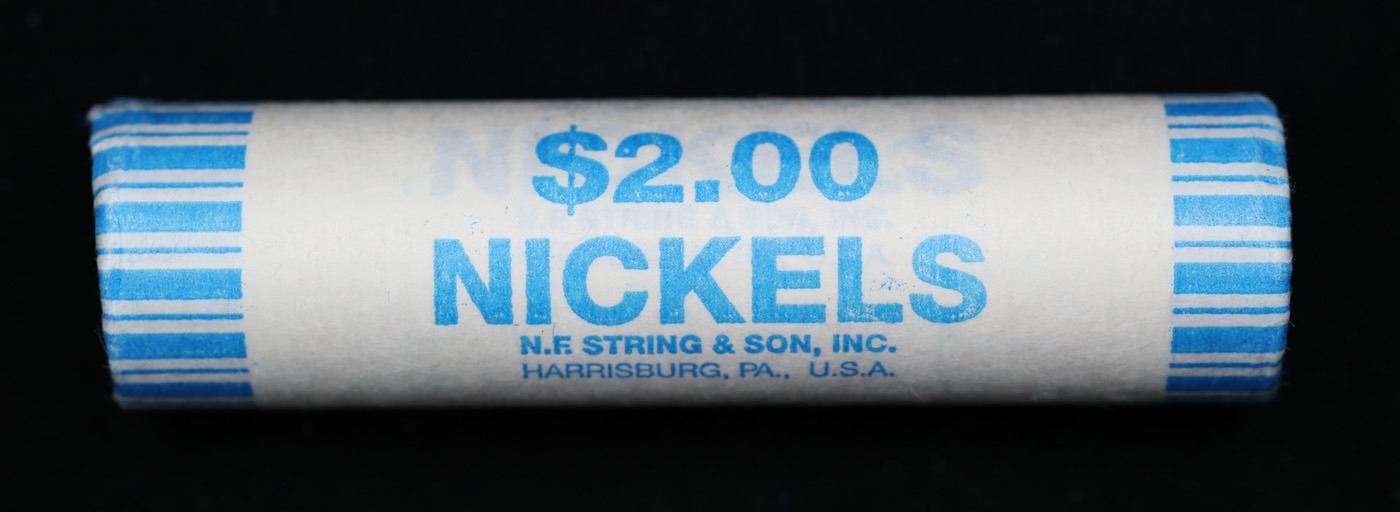 $2.00
NICKELS
N.F. STRING & SON, INC.
HARRISBURG, PA., U.S.A.